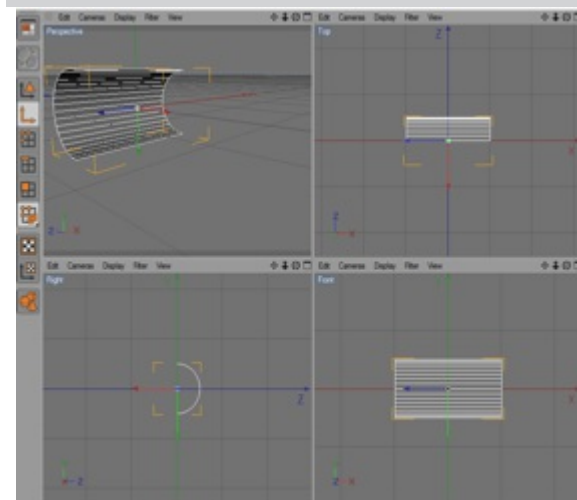 Edit Cameras Display Filter View
Perspective
Edit Cameras Display Filter View
Top
Z
X
Z
X
Edit Cameras Display Filter View
Right
Z
Z
Edit Cameras Display Filter View
Front
X
Z X